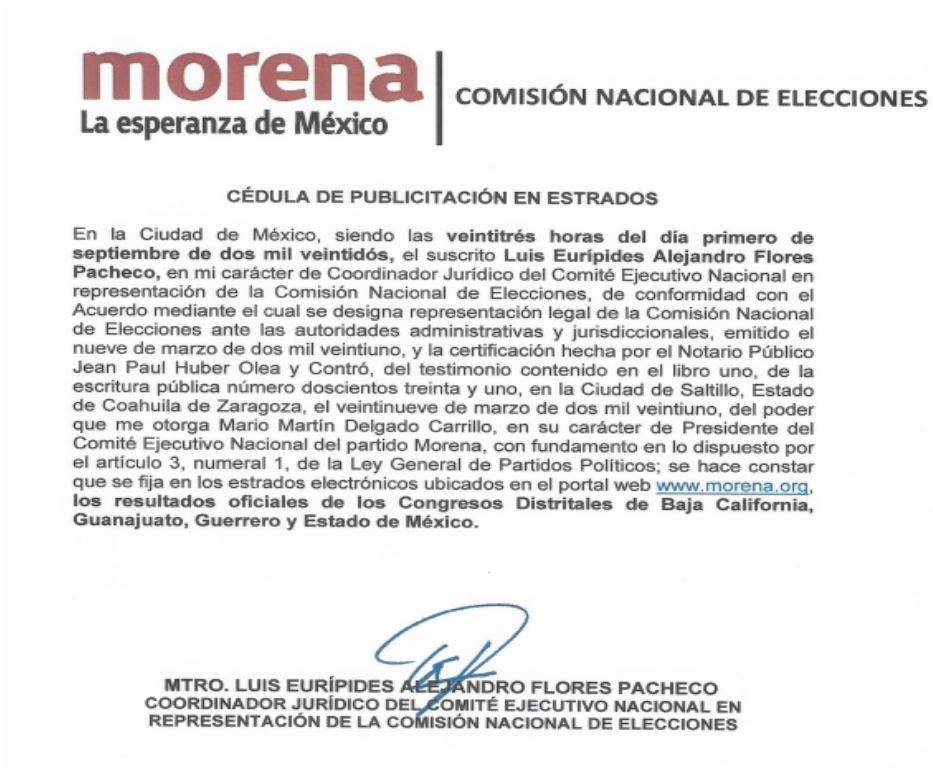 morena
La esperanza de México
COMISIÓN NACIONAL DE ELECCIONES
CÉDULA DE PUBLICITACIÓN EN ESTRADOS
En la Ciudad de México, siendo las veintitrés horas del día primero de
septiembre de dos mil veintidós, el suscrito Luis Eurípides Alejandro Flores
Pacheco, en mi carácter de Coordinador Jurídico del Comité Ejecutivo Nacional en
representación de la Comisión Nacional de Elecciones, de conformidad con el
Acuerdo mediante el cual se designa representación legal de la Comisión Nacional
de Elecciones ante las autoridades administrativas y jurisdiccionales, emitido el
nueve de marzo de dos mil veintiuno, y la certificación hecha por el Notario Público
Jean Paul Huber Olea y Contró, del testimonio contenido en el libro uno, de la
escritura pública número doscientos treinta y uno, en la Ciudad de Saltillo, Estado
de Coahuila de Zaragoza, el veintinueve de marzo de dos mil veintiuno, del poder
que me otorga Mario Martín Delgado Carrillo, en su carácter de Presidente del
Comité Ejecutivo Nacional del partido Morena, con fundamento en lo dispuesto por
el artículo 3, numeral 1, de la Ley General de Partidos Políticos; se hace constar
que se fija en los estrados electrónicos ubicados en el portal web www.morena.org,
los resultados oficiales de los Congresos Distritales de Baja California,
Guanajuato, Guerrero y Estado de México.
MTRO. LUIS EURÍPIDES ALEJANDRO FLORES PACHECO
COORDINADOR JURÍDICO DEL COMITÉ EJECUTIVO NACIONAL EN
REPRESENTACIÓN DE LA COMISIÓN NACIONAL DE ELECCIONES